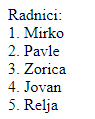 Radnici:
1. Mirko
2. Pavle
3. Zorica
4. Jovan
5. Relja